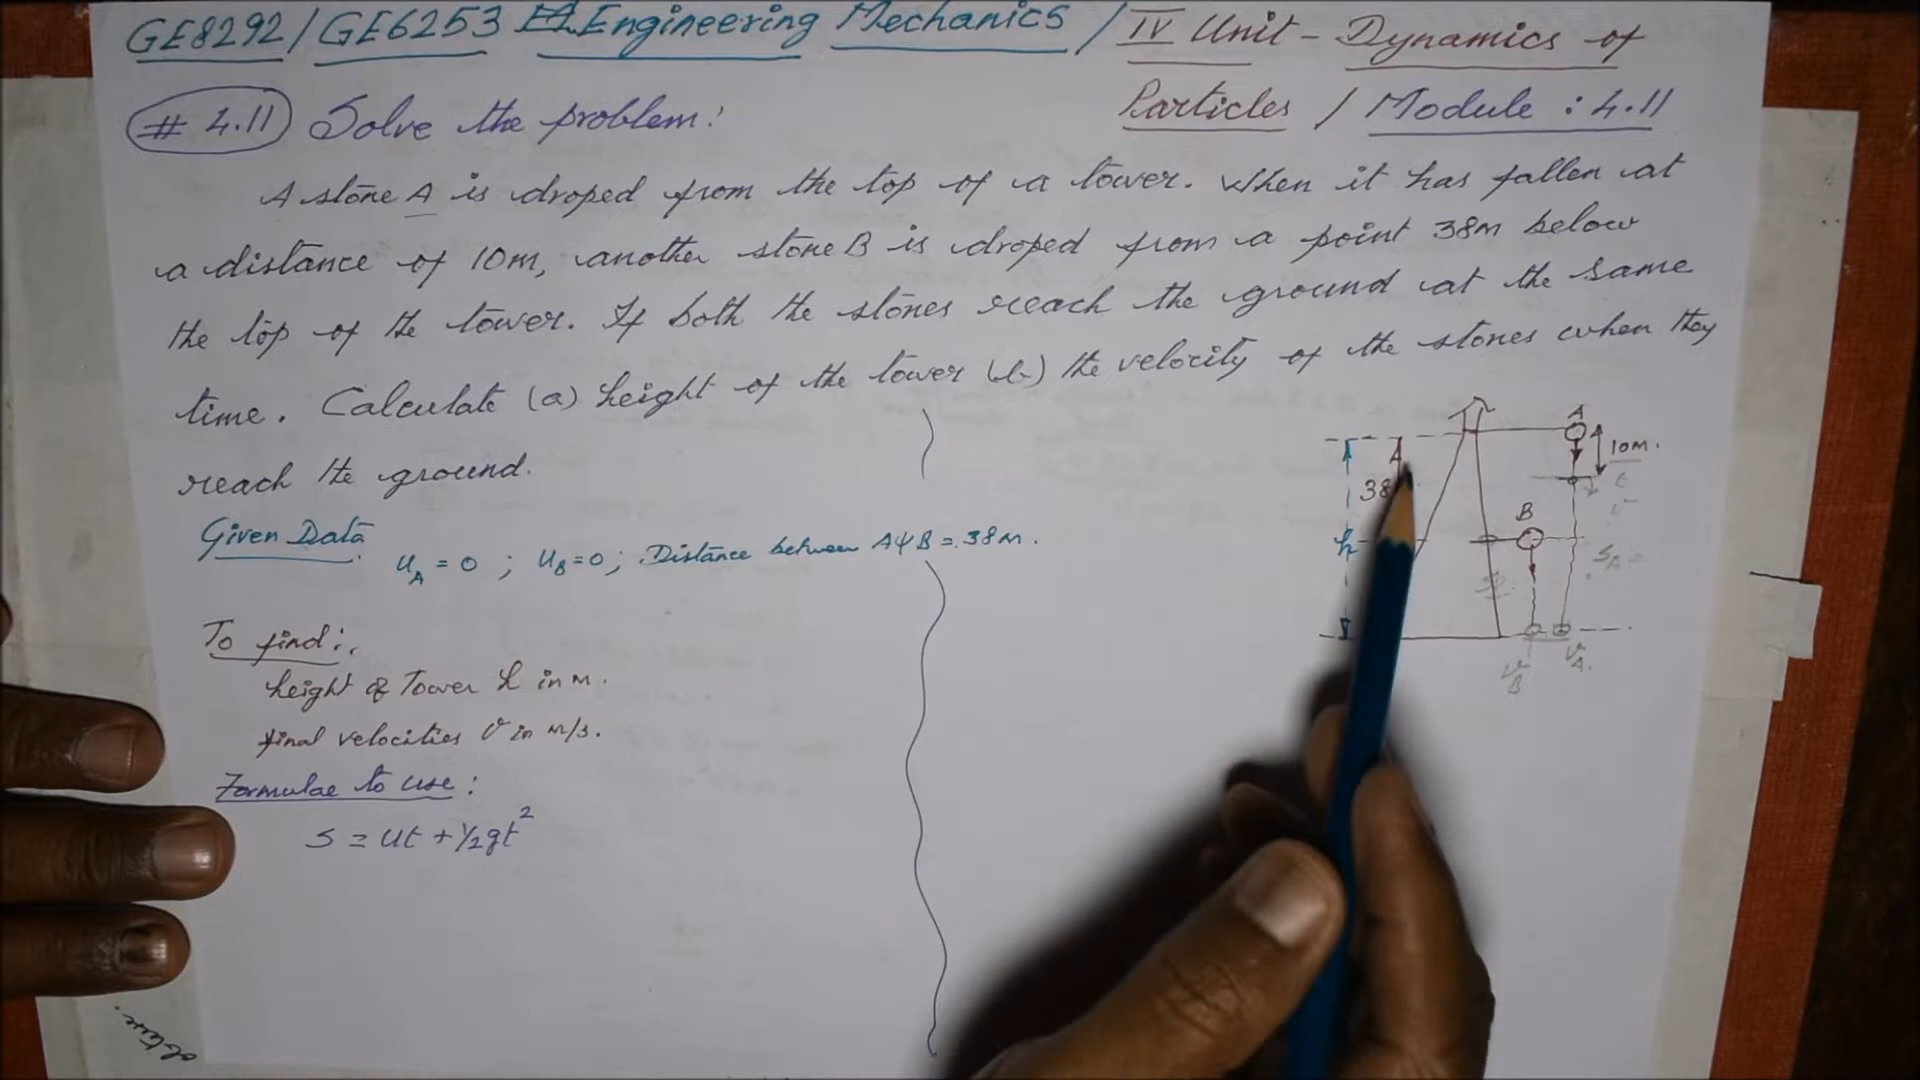 GE8292/GE6253 Engineering Mechanics / IV Unit - Dynamics of
Particles / Module : 4.11
# 4.11 Solve the problem:
A stone A is droped from the top of a tower. When it has fallen at
a distance of 10m, another stone B is droped from a point 38m below
the top of the tower. If both the stones reach the ground at the same
time. Calculate (a) height of the tower (b) the velocity of the stones when they
reach the ground.
Given Data
U_A = 0 ; U_B = 0 ; Distance between A & B = 38m.
To find:
height of Tower h in m.
final velocities v in m/s.
Formulae to use :
S = ut + 1/2 gt²
A
10m.
38
B
h
S_A =
V_B
V_A.